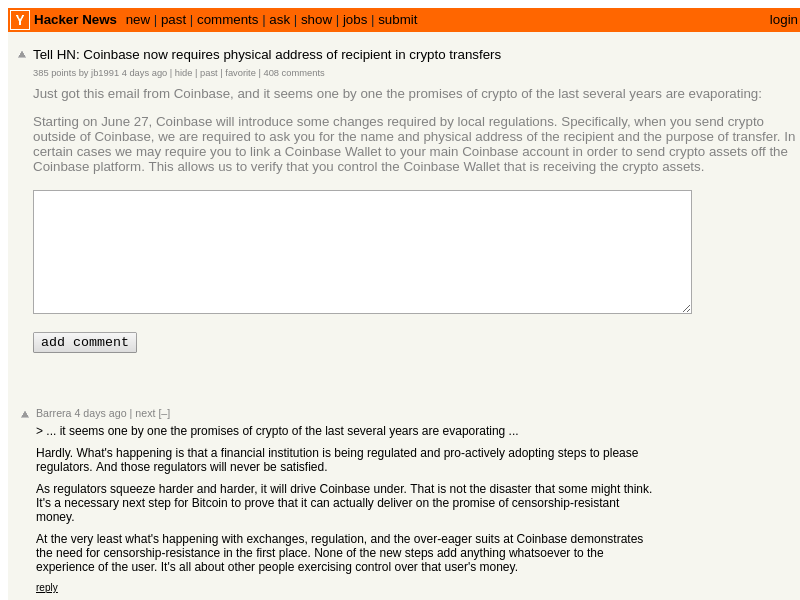 Y Hacker News new | past | comments | ask | show | jobs | submit login
Tell HN: Coinbase now requires physical address of recipient in crypto transfers
385 points by jb1991 4 days ago | hide | past | favorite | 408 comments
Just got this email from Coinbase, and it seems one by one the promises of crypto of the last several years are evaporating:
Starting on June 27, Coinbase will introduce some changes required by local regulations. Specifically, when you send crypto
outside of Coinbase, we are required to ask you for the name and physical address of the recipient and the purpose of transfer. In
certain cases we may require you to link a Coinbase Wallet to your main Coinbase account in order to send crypto assets off the
Coinbase platform. This allows us to verify that you control the Coinbase Wallet that is receiving the crypto assets.
add comment
Barrera 4 days ago | next [–]
> ... it seems one by one the promises of crypto of the last several years are evaporating ...
Hardly. What's happening is that a financial institution is being regulated and pro-actively adopting steps to please
regulators. And those regulators will never be satisfied.
As regulators squeeze harder and harder, it will drive Coinbase under. That is not the disaster that some might think.
It's a necessary next step for Bitcoin to prove that it can actually deliver on the promise of censorship-resistant
money.
At the very least what's happening with exchanges, regulation, and the over-eager suits at Coinbase demonstrates
the need for censorship-resistance in the first place. None of the new steps add anything whatsoever to the
experience of the user. It's all about other people exercising control over that user's money.
reply